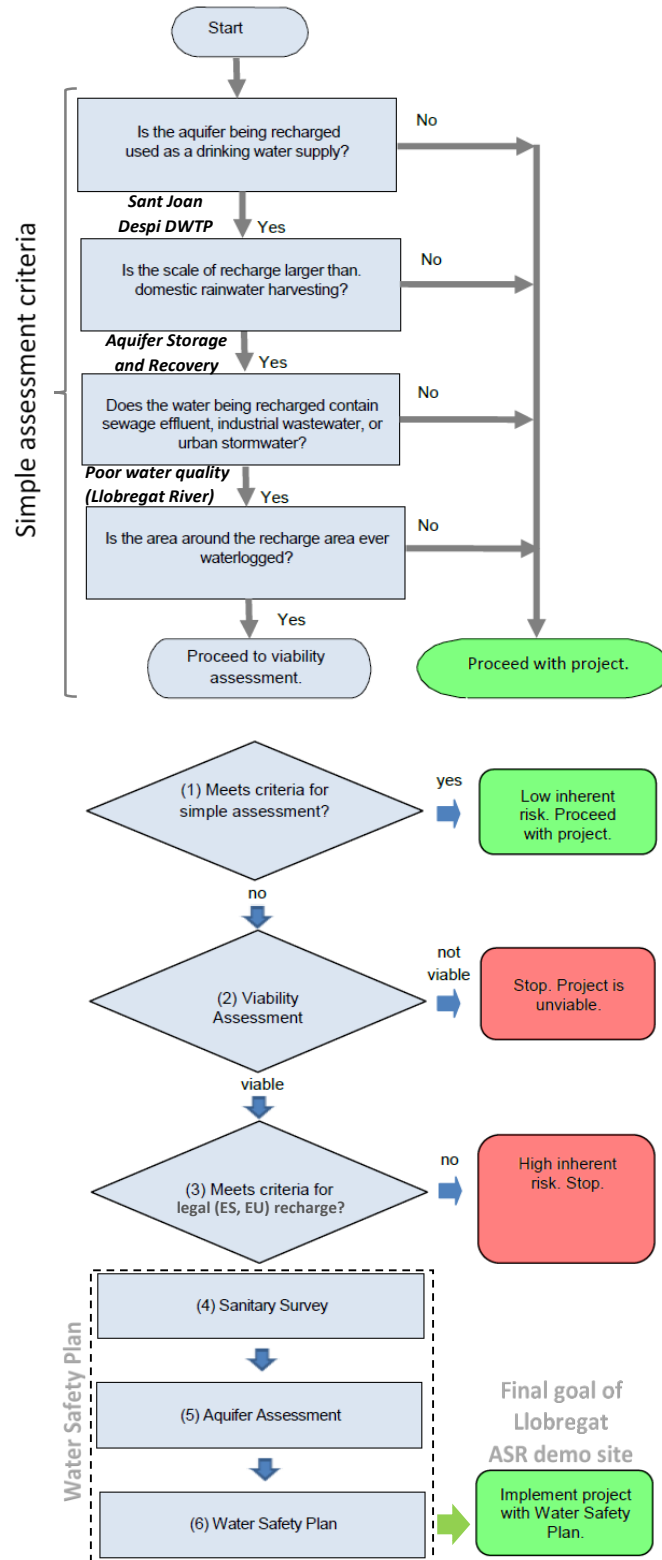 Start
Simple assessment criteria
Is the aquifer being recharged
used as a drinking water supply?
No
Sant Joan
Despi DWTP
Yes
Is the scale of recharge larger than.
domestic rainwater harvesting?
No
Aquifer Storage
and Recovery
Yes
Does the water being recharged contain
sewage effluent, industrial wastewater, or
urban stormwater?
No
Poor water quality
(Llobregat River)
Yes
Is the area around the recharge area ever
waterlogged?
No
Yes
Proceed to viability
assessment.
Proceed with project.
(1) Meets criteria for
simple assessment?
yes
Low inherent
risk. Proceed
with project.
no
(2) Viability
Assessment
not
viable
Stop. Project is
unviable.
viable
(3) Meets criteria for
legal (ES, EU) recharge?
no
High inherent
risk. Stop.
Water Safety Plan
(4) Sanitary Survey
(5) Aquifer Assessment
(6) Water Safety Plan
Final goal of
Llobregat
ASR demo site
Implement project
with Water Safety
Plan.